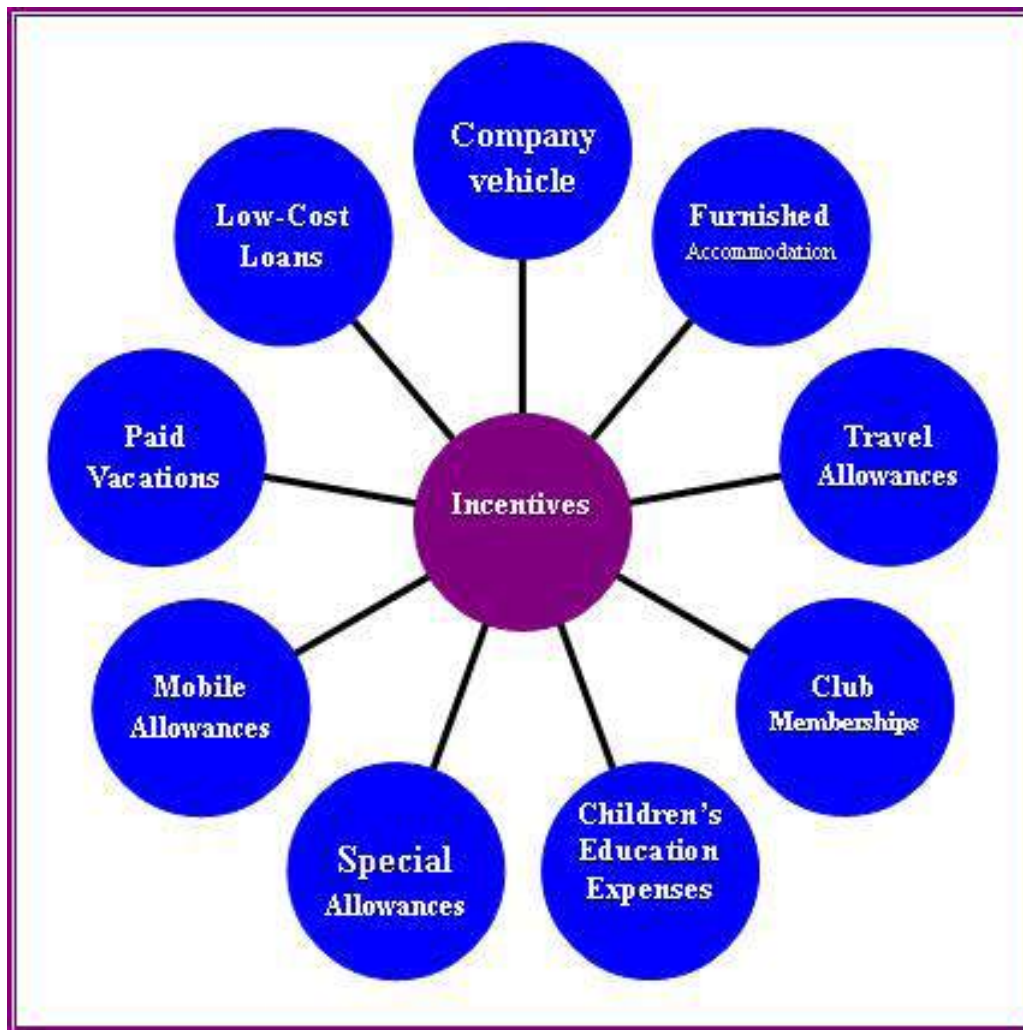 Company
vehicle
Furnished
Accommodation
Travel
Allowances
Club
Memberships
Children's
Education
Expenses
Special
Allowances
Mobile
Allowances
Paid
Vacations
Low-Cost
Loans
Incentives